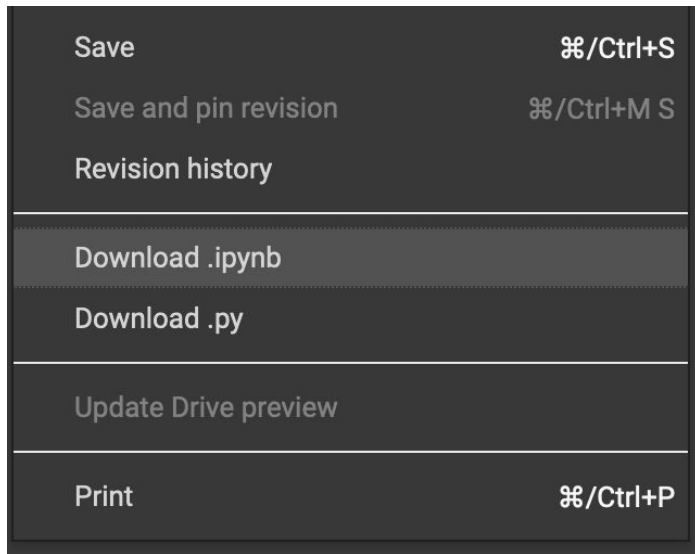 Save ⌘/Ctrl+S
Save and pin revision ⌘/Ctrl+M S
Revision history
Download .ipynb
Download .py
Update Drive preview
Print ⌘/Ctrl+P